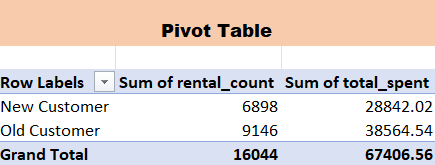 Pivot Table
Row Labels Sum of rental_count Sum of total_spent
New Customer 6898 28842.02
Old Customer 9146 38564.54
Grand Total 16044 67406.56